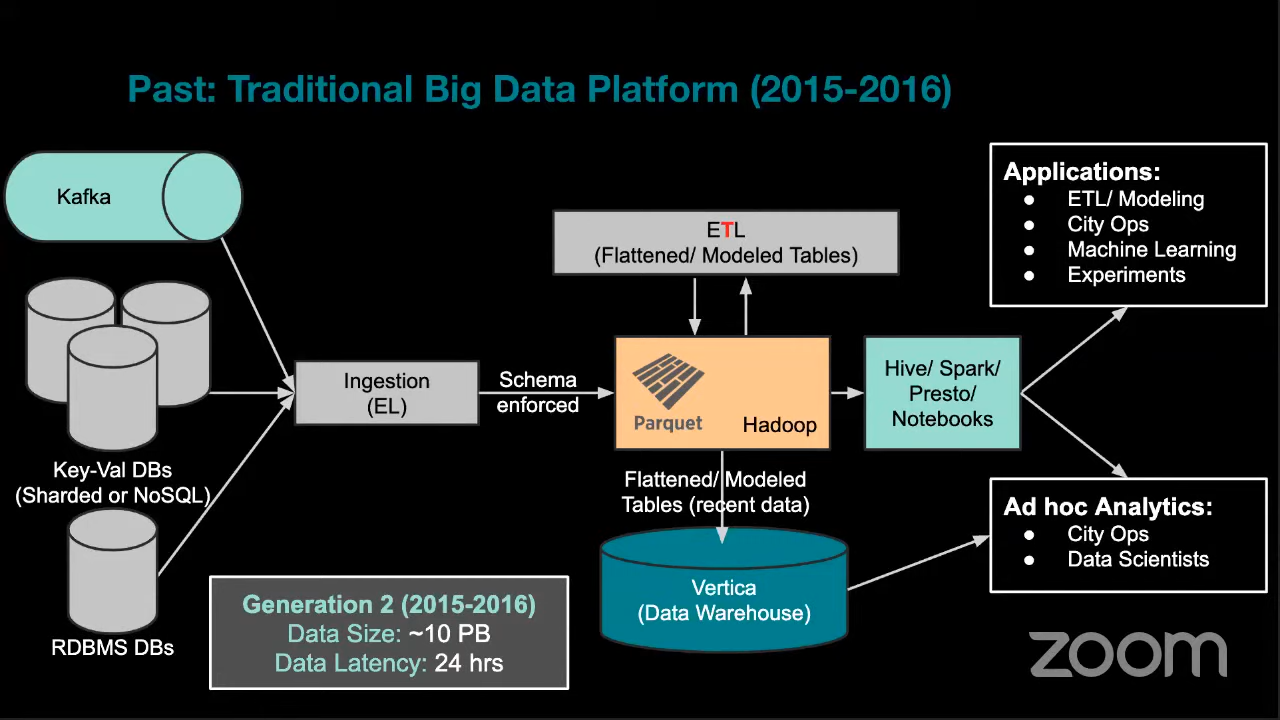 Past: Traditional Big Data Platform (2015-2016)
Kafka
Key-Val DBs
(Sharded or NoSQL)
RDBMS DBs
Ingestion
(EL)
Schema
enforced
ETL
(Flattened/ Modeled Tables)
Parquet
Hadoop
Flattened/ Modeled
Tables (recent data)
Vertica
(Data Warehouse)
Hive/ Spark/
Presto/
Notebooks
Applications:
● ETL/ Modeling
● City Ops
● Machine Learning
● Experiments
Ad hoc Analytics:
● City Ops
● Data Scientists
Generation 2 (2015-2016)
Data Size: ~10 PB
Data Latency: 24 hrs
zoom